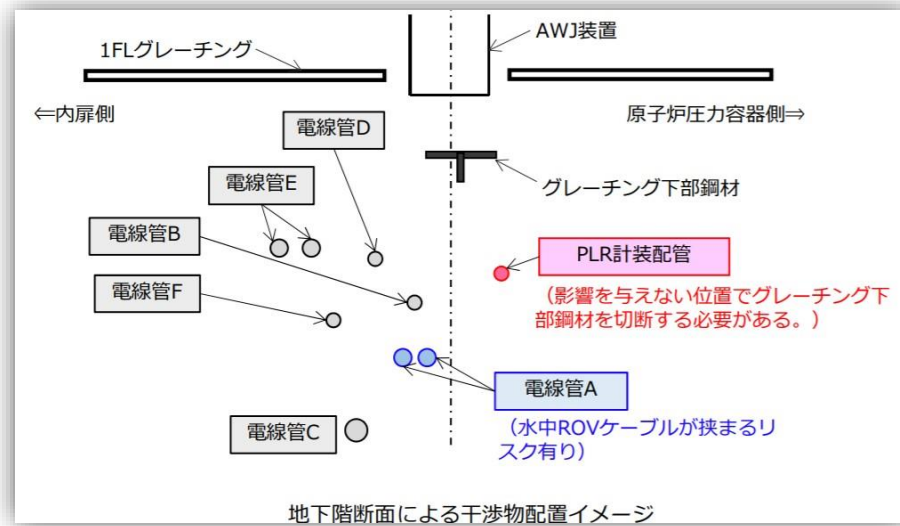 AWJ装置
1FLグレーチング
⇐内扉側
原子炉圧力容器側⇒
電線管D
電線管E
グレーチング下部鋼材
電線管B
PLR計装配管
電線管F
（影響を与えない位置でグレーチング下
部鋼材を切断する必要がある。）
電線管A
電線管C
（水中ROVケーブルが挟まるリ
スク有り）
地下階断面による干渉物配置イメージ